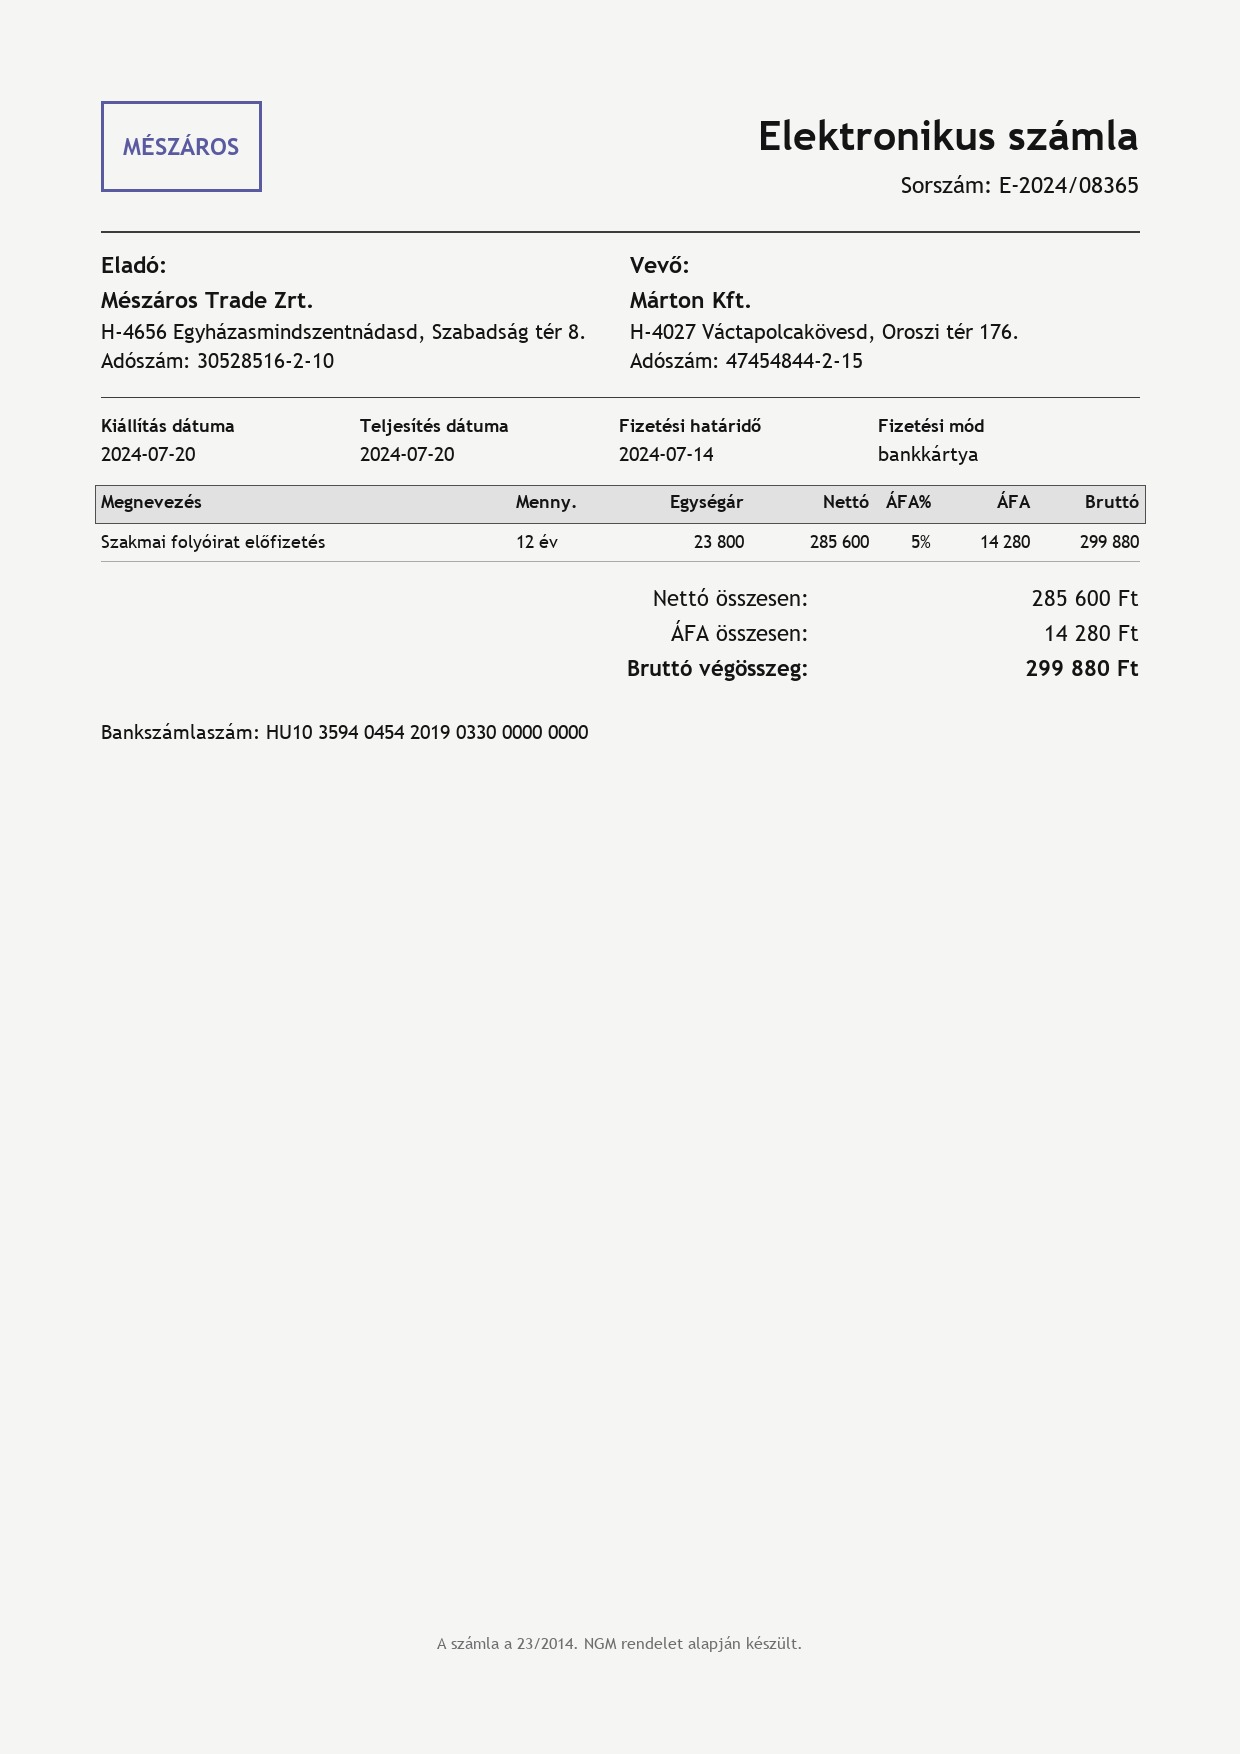 MÉSZÁROS
Elektronikus számla
Sorszám: E-2024/08365
Eladó:
Mészáros Trade Zrt.
H-4656 Egyházasmindszentnádasd, Szabadság tér 8.
Adószám: 30528516-2-10
Vevő:
Márton Kft.
H-4027 Váctapolcakövesd, Oroszi tér 176.
Adószám: 47454844-2-15
Kiállítás dátuma Teljesítés dátuma Fizetési határidő Fizetési mód
2024-07-20 2024-07-20 2024-07-14 bankkártya
Megnevezés Menny. Egységár Nettó ÁFA% ÁFA Bruttó
Szakmai folyóirat előfizetés 12 év 23 800 285 600 5% 14 280 299 880
Nettó összesen: 285 600 Ft
ÁFA összesen: 14 280 Ft
Bruttó végösszeg: 299 880 Ft
Bankszámlaszám: HU10 3594 0454 2019 0330 0000 0000
A számla a 23/2014. NGM rendelet alapján készült.